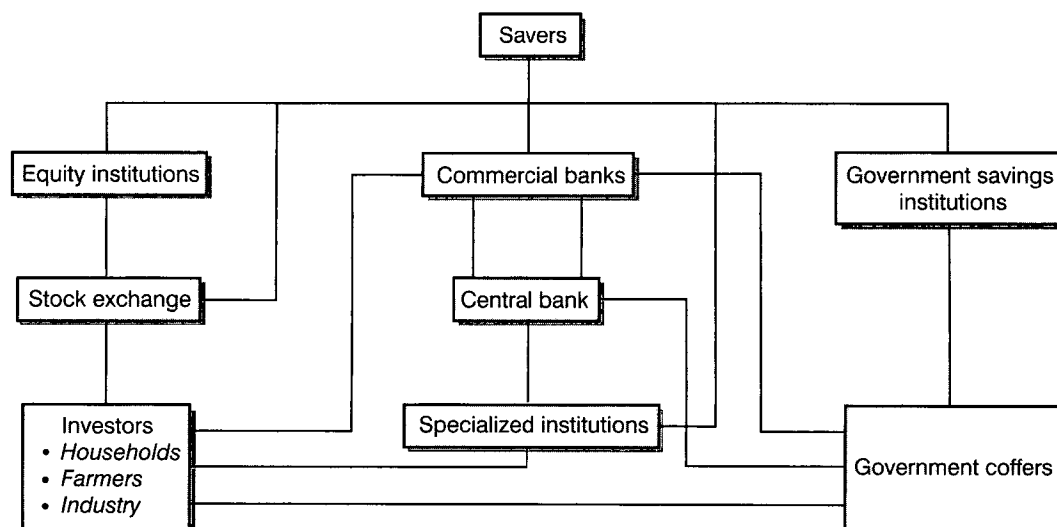 Savers
Equity institutions
Commercial banks
Government savings
institutions
Stock exchange
Central bank
Investors
• Households
• Farmers
• Industry
Specialized institutions
Government coffers